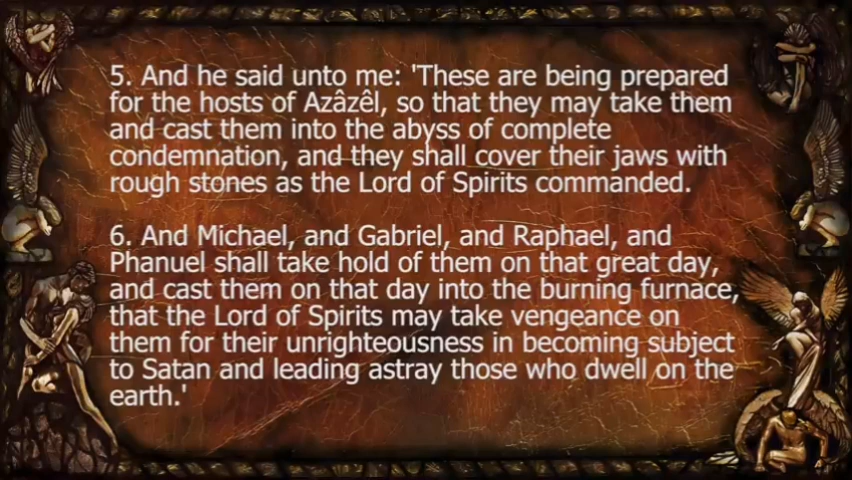 5. And he said unto me: 'These are being prepared
for the hosts of Azâzêl, so that they may take them
and cast them into the abyss of complete
condemnation, and they shall cover their jaws with
rough stones as the Lord of Spirits commanded.
6. And Michael, and Gabriel, and Raphael, and
Phanuel shall take hold of them on that great day,
and cast them on that day into the burning furnace,
that the Lord of Spirits may take vengeance on
them for their unrighteousness in becoming subject
to Satan and leading astray those who dwell on the
earth.'